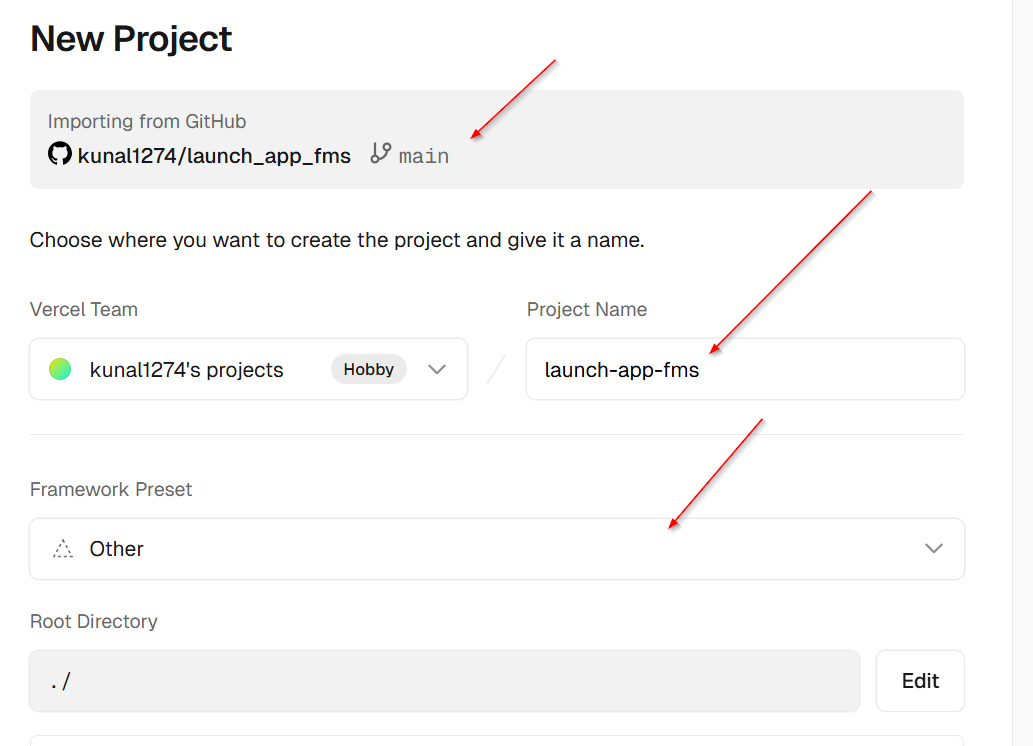 New Project
Importing from GitHub
kunal1274/launch_app_fms main
Choose where you want to create the project and give it a name.
Vercel Team
Project Name
kunal1274's projects Hobby
launch-app-fms
Framework Preset
Other
Root Directory
./
Edit